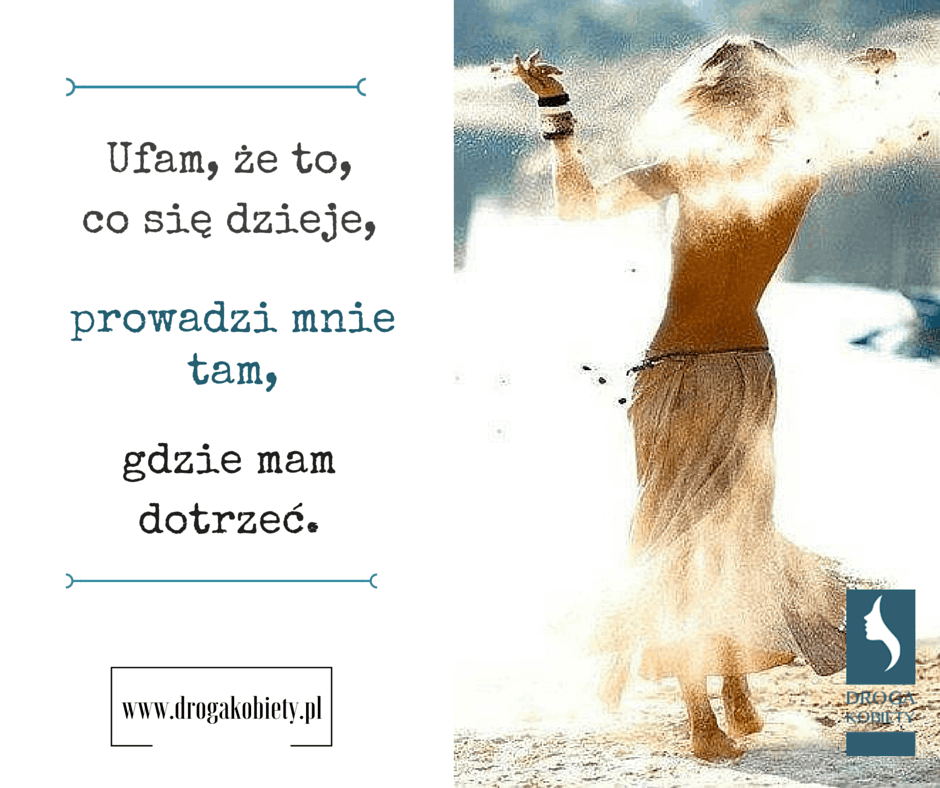 Ufam, że to,
co się dzieje,
prowadzi mnie
tam,
gdzie mam
dotrzeć.
www.drogakobiety.pl
DROGA
KOBIETY